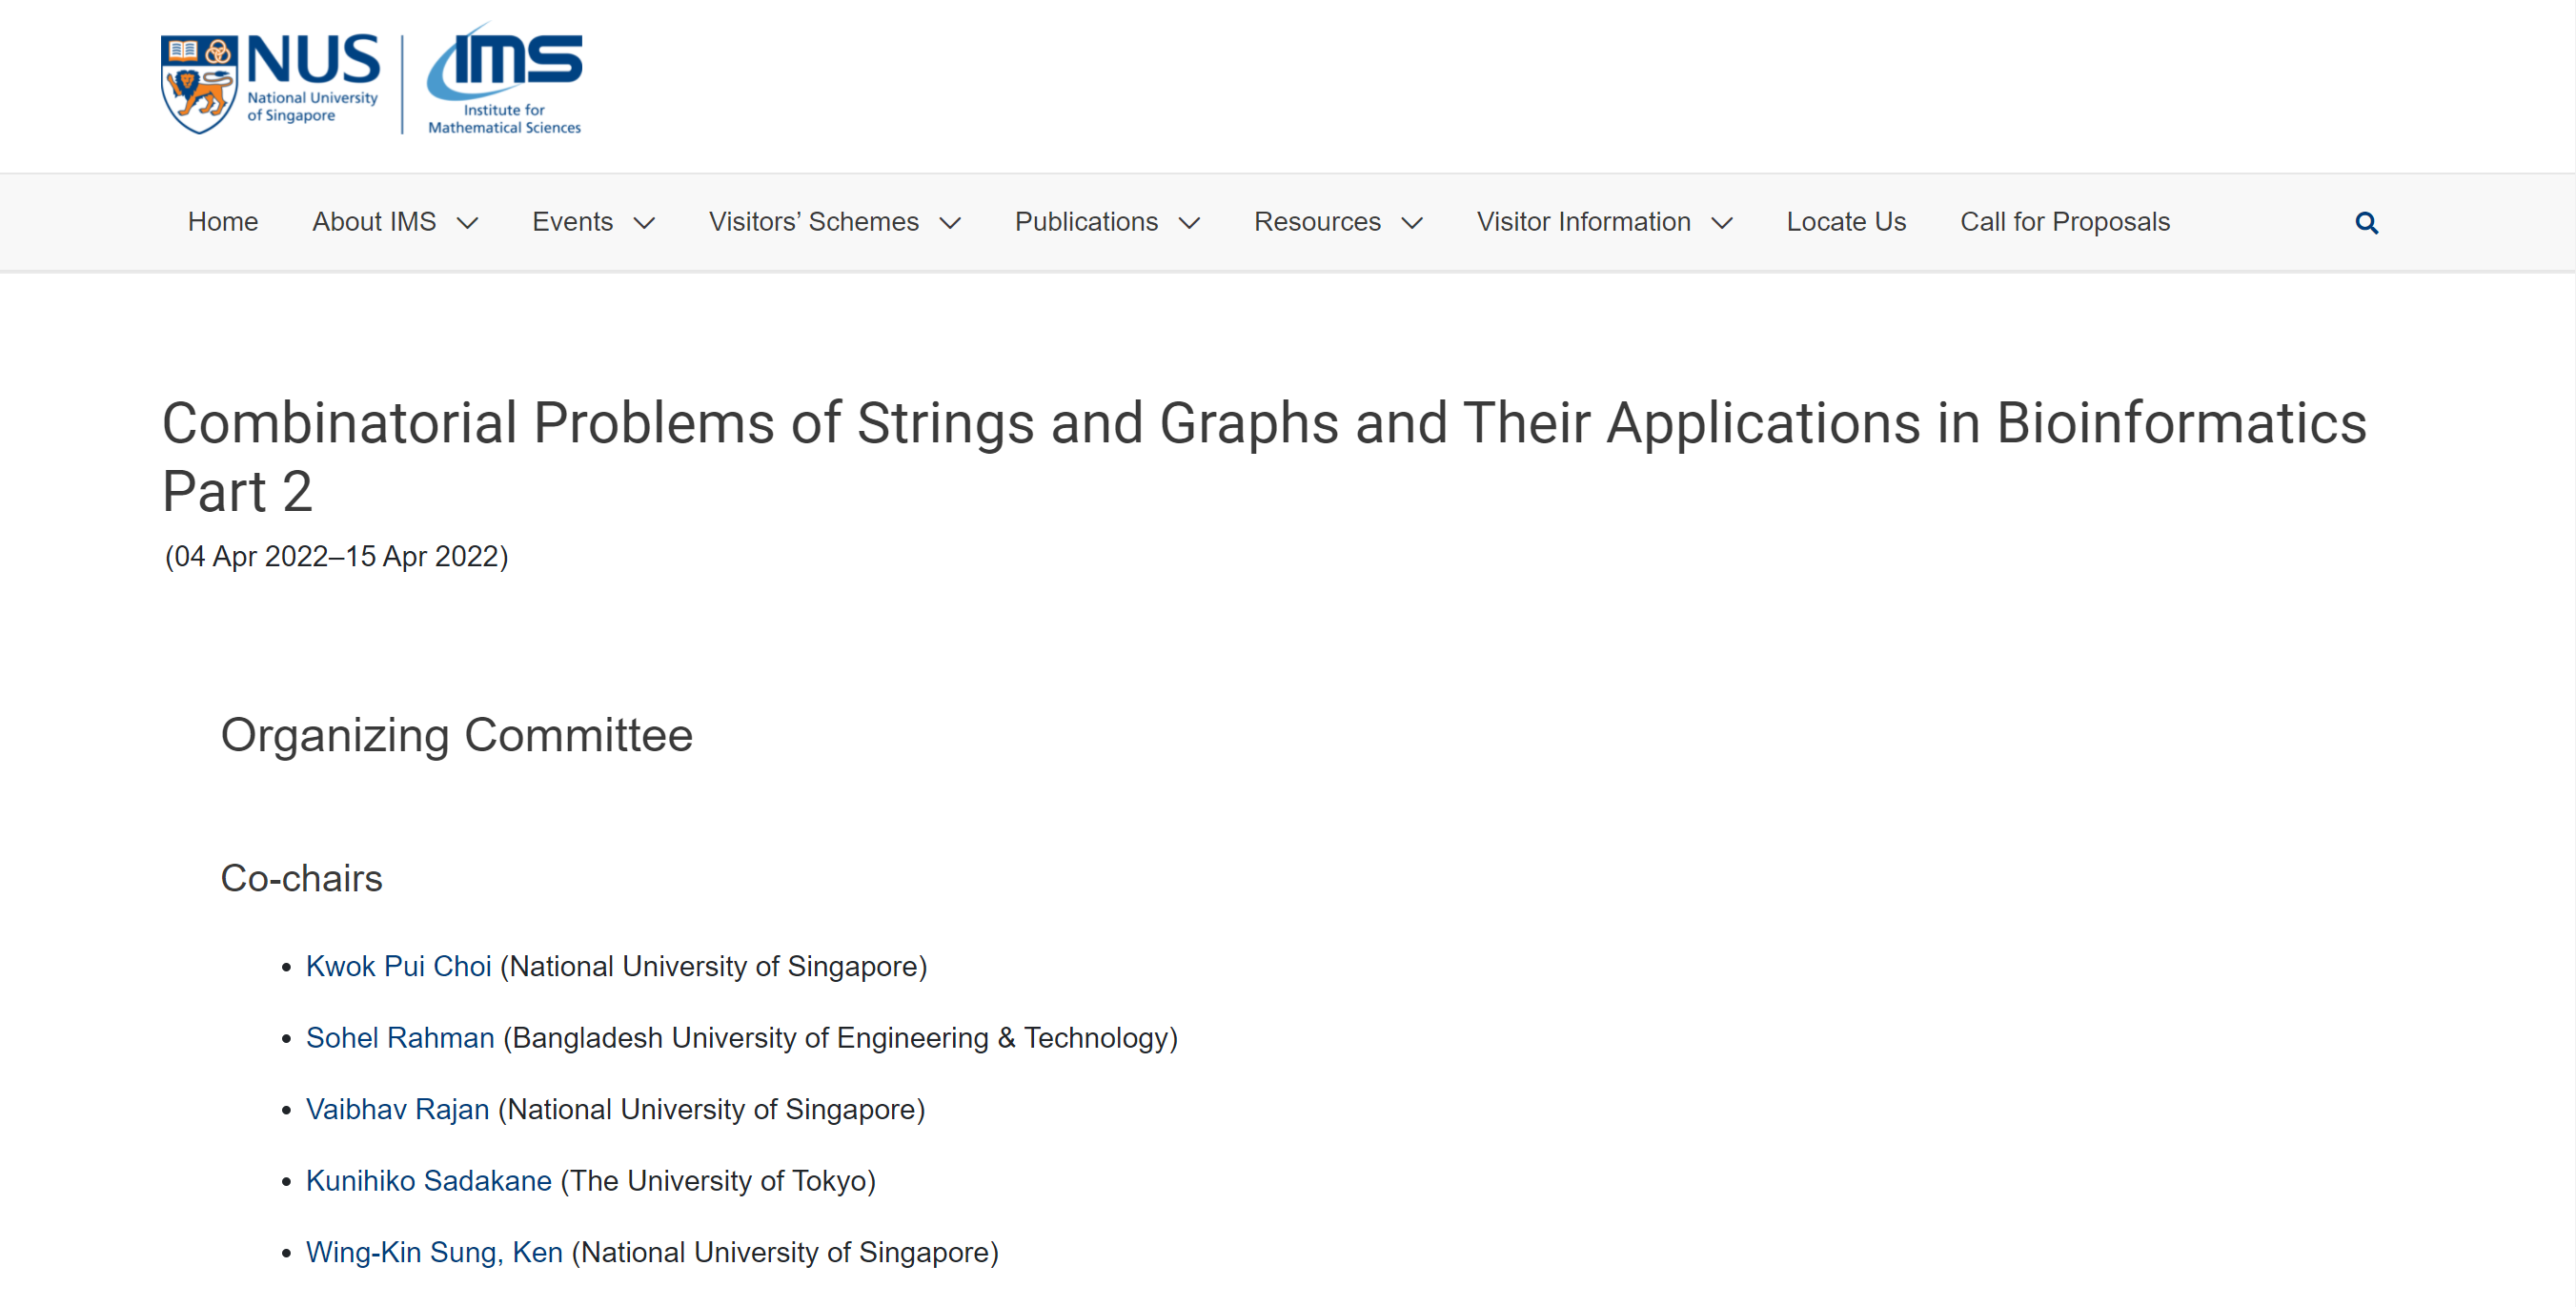 NUS
National University
of Singapore
IMS
Institute for
Mathematical Sciences
Home About IMS Events Visitors’ Schemes Publications Resources Visitor Information Locate Us Call for Proposals
Combinatorial Problems of Strings and Graphs and Their Applications in Bioinformatics
Part 2
(04 Apr 2022–15 Apr 2022)
Organizing Committee
Co-chairs
• Kwok Pui Choi (National University of Singapore)
• Sohel Rahman (Bangladesh University of Engineering & Technology)
• Vaibhav Rajan (National University of Singapore)
• Kunihiko Sadakane (The University of Tokyo)
• Wing-Kin Sung, Ken (National University of Singapore)